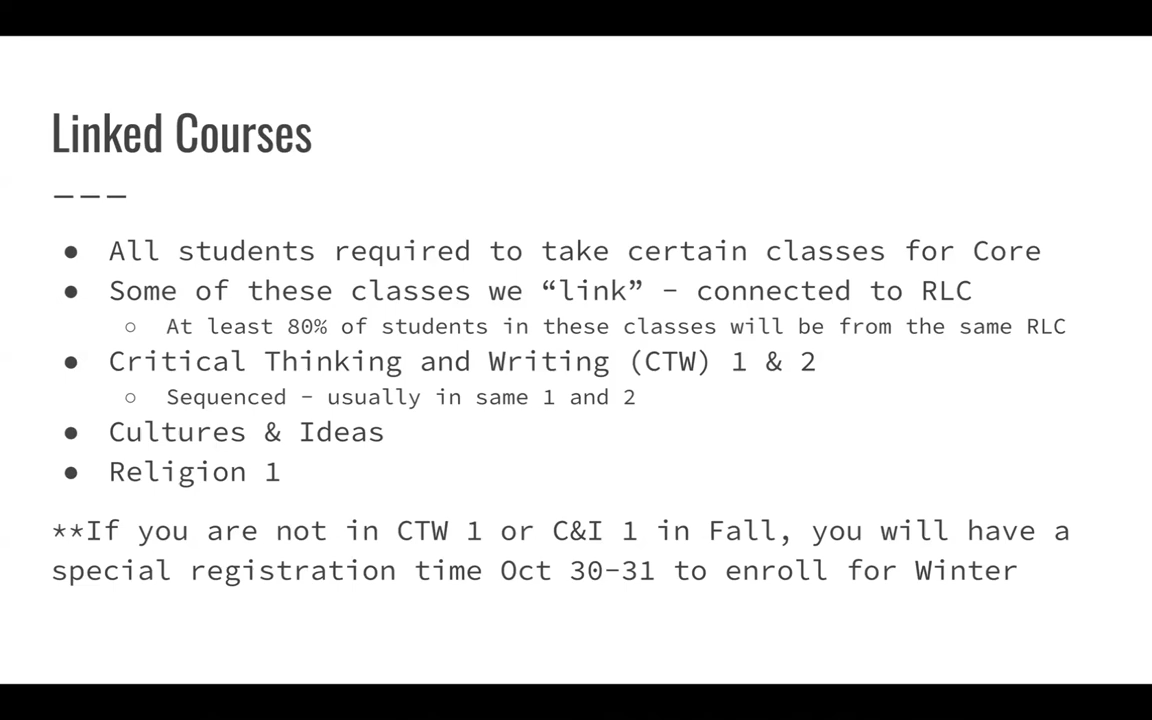 Linked Courses
———
● All students required to take certain classes for Core
● Some of these classes we “link” - connected to RLC
○ At least 80% of students in these classes will be from the same RLC
● Critical Thinking and Writing (CTW) 1 & 2
○ Sequenced - usually in same 1 and 2
● Cultures & Ideas
● Religion 1
**If you are not in CTW 1 or C&I 1 in Fall, you will have a
special registration time Oct 30-31 to enroll for Winter